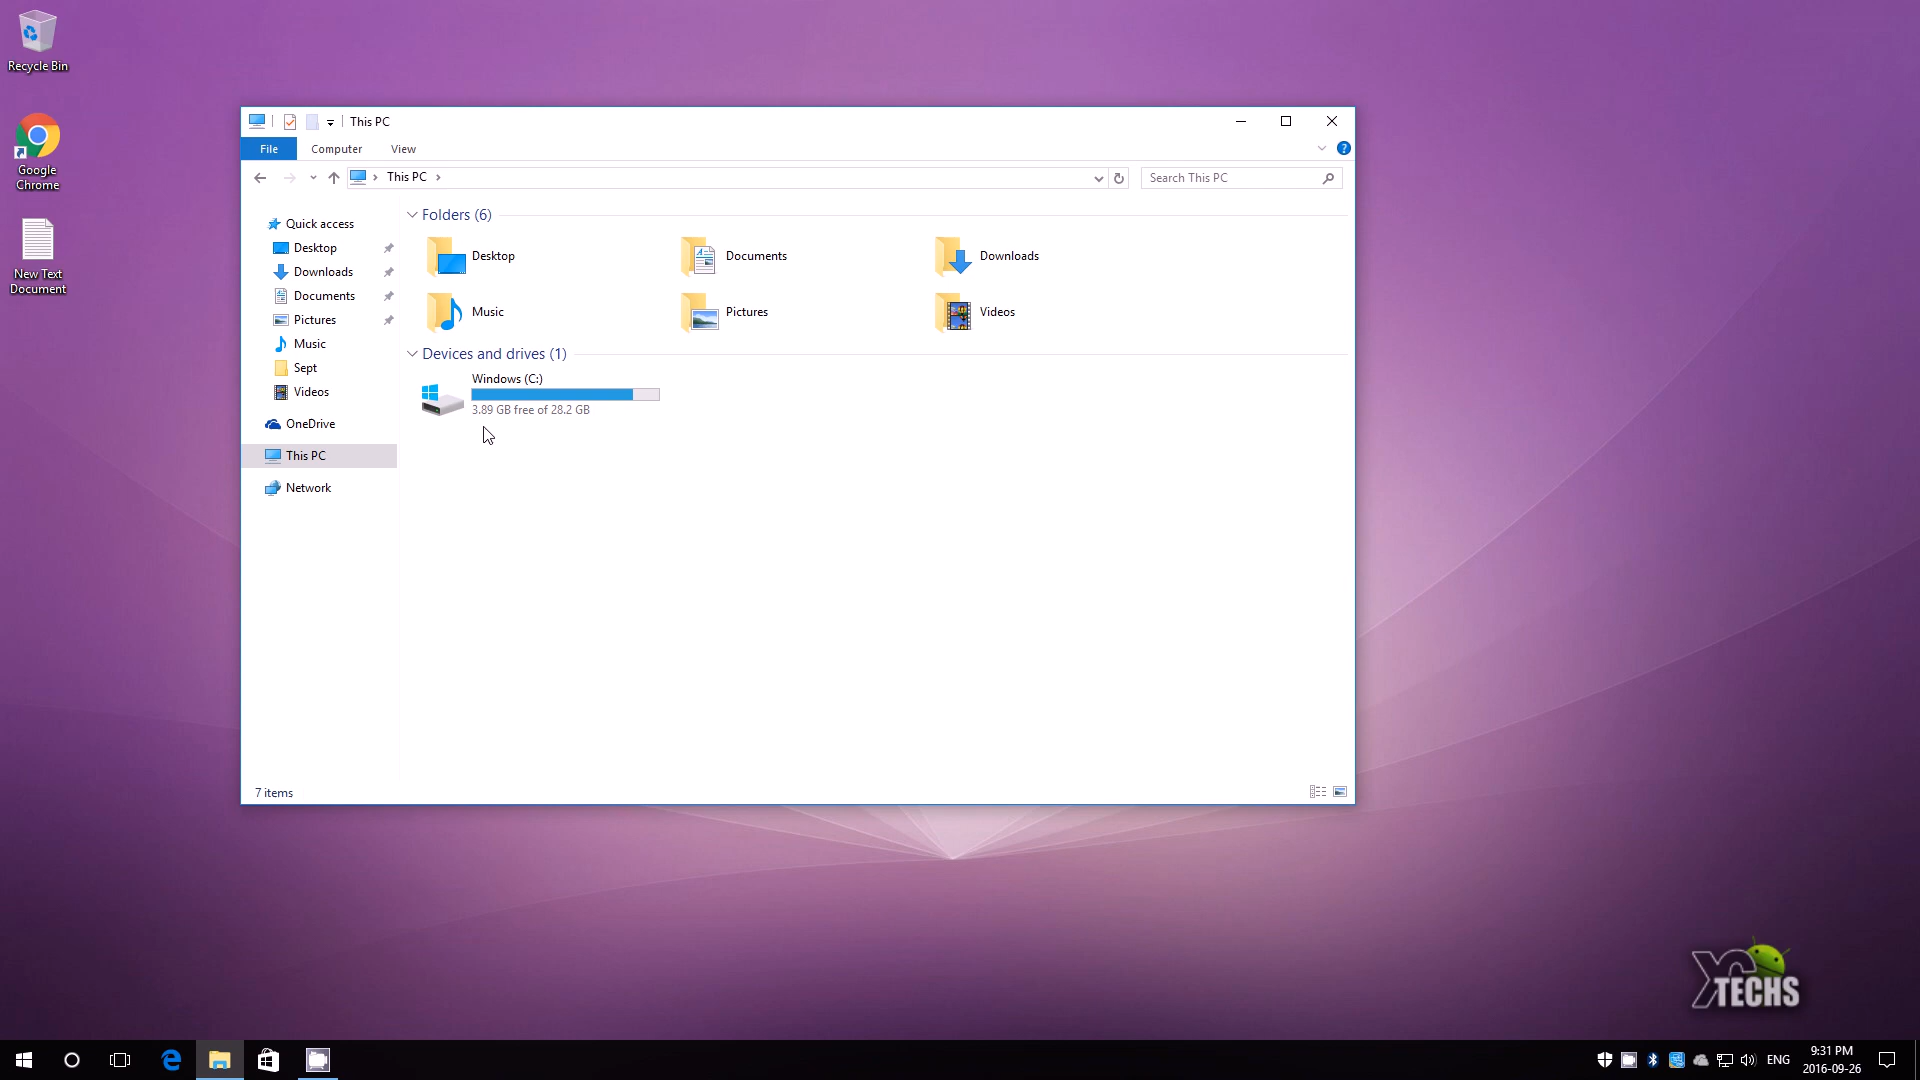 Recycle Bin
Google
Chrome
New Text
Document
This PC
File Computer View
This PC
Search This PC
Quick access
Desktop
Downloads
Documents
Pictures
Music
Sept
Videos
OneDrive
This PC
Network
Folders (6)
Desktop Documents Downloads
Music Pictures Videos
Devices and drives (1)
Windows (C:)
3.89 GB free of 28.2 GB
7 items
TECHS
ENG
9:31 PM
2016-09-26